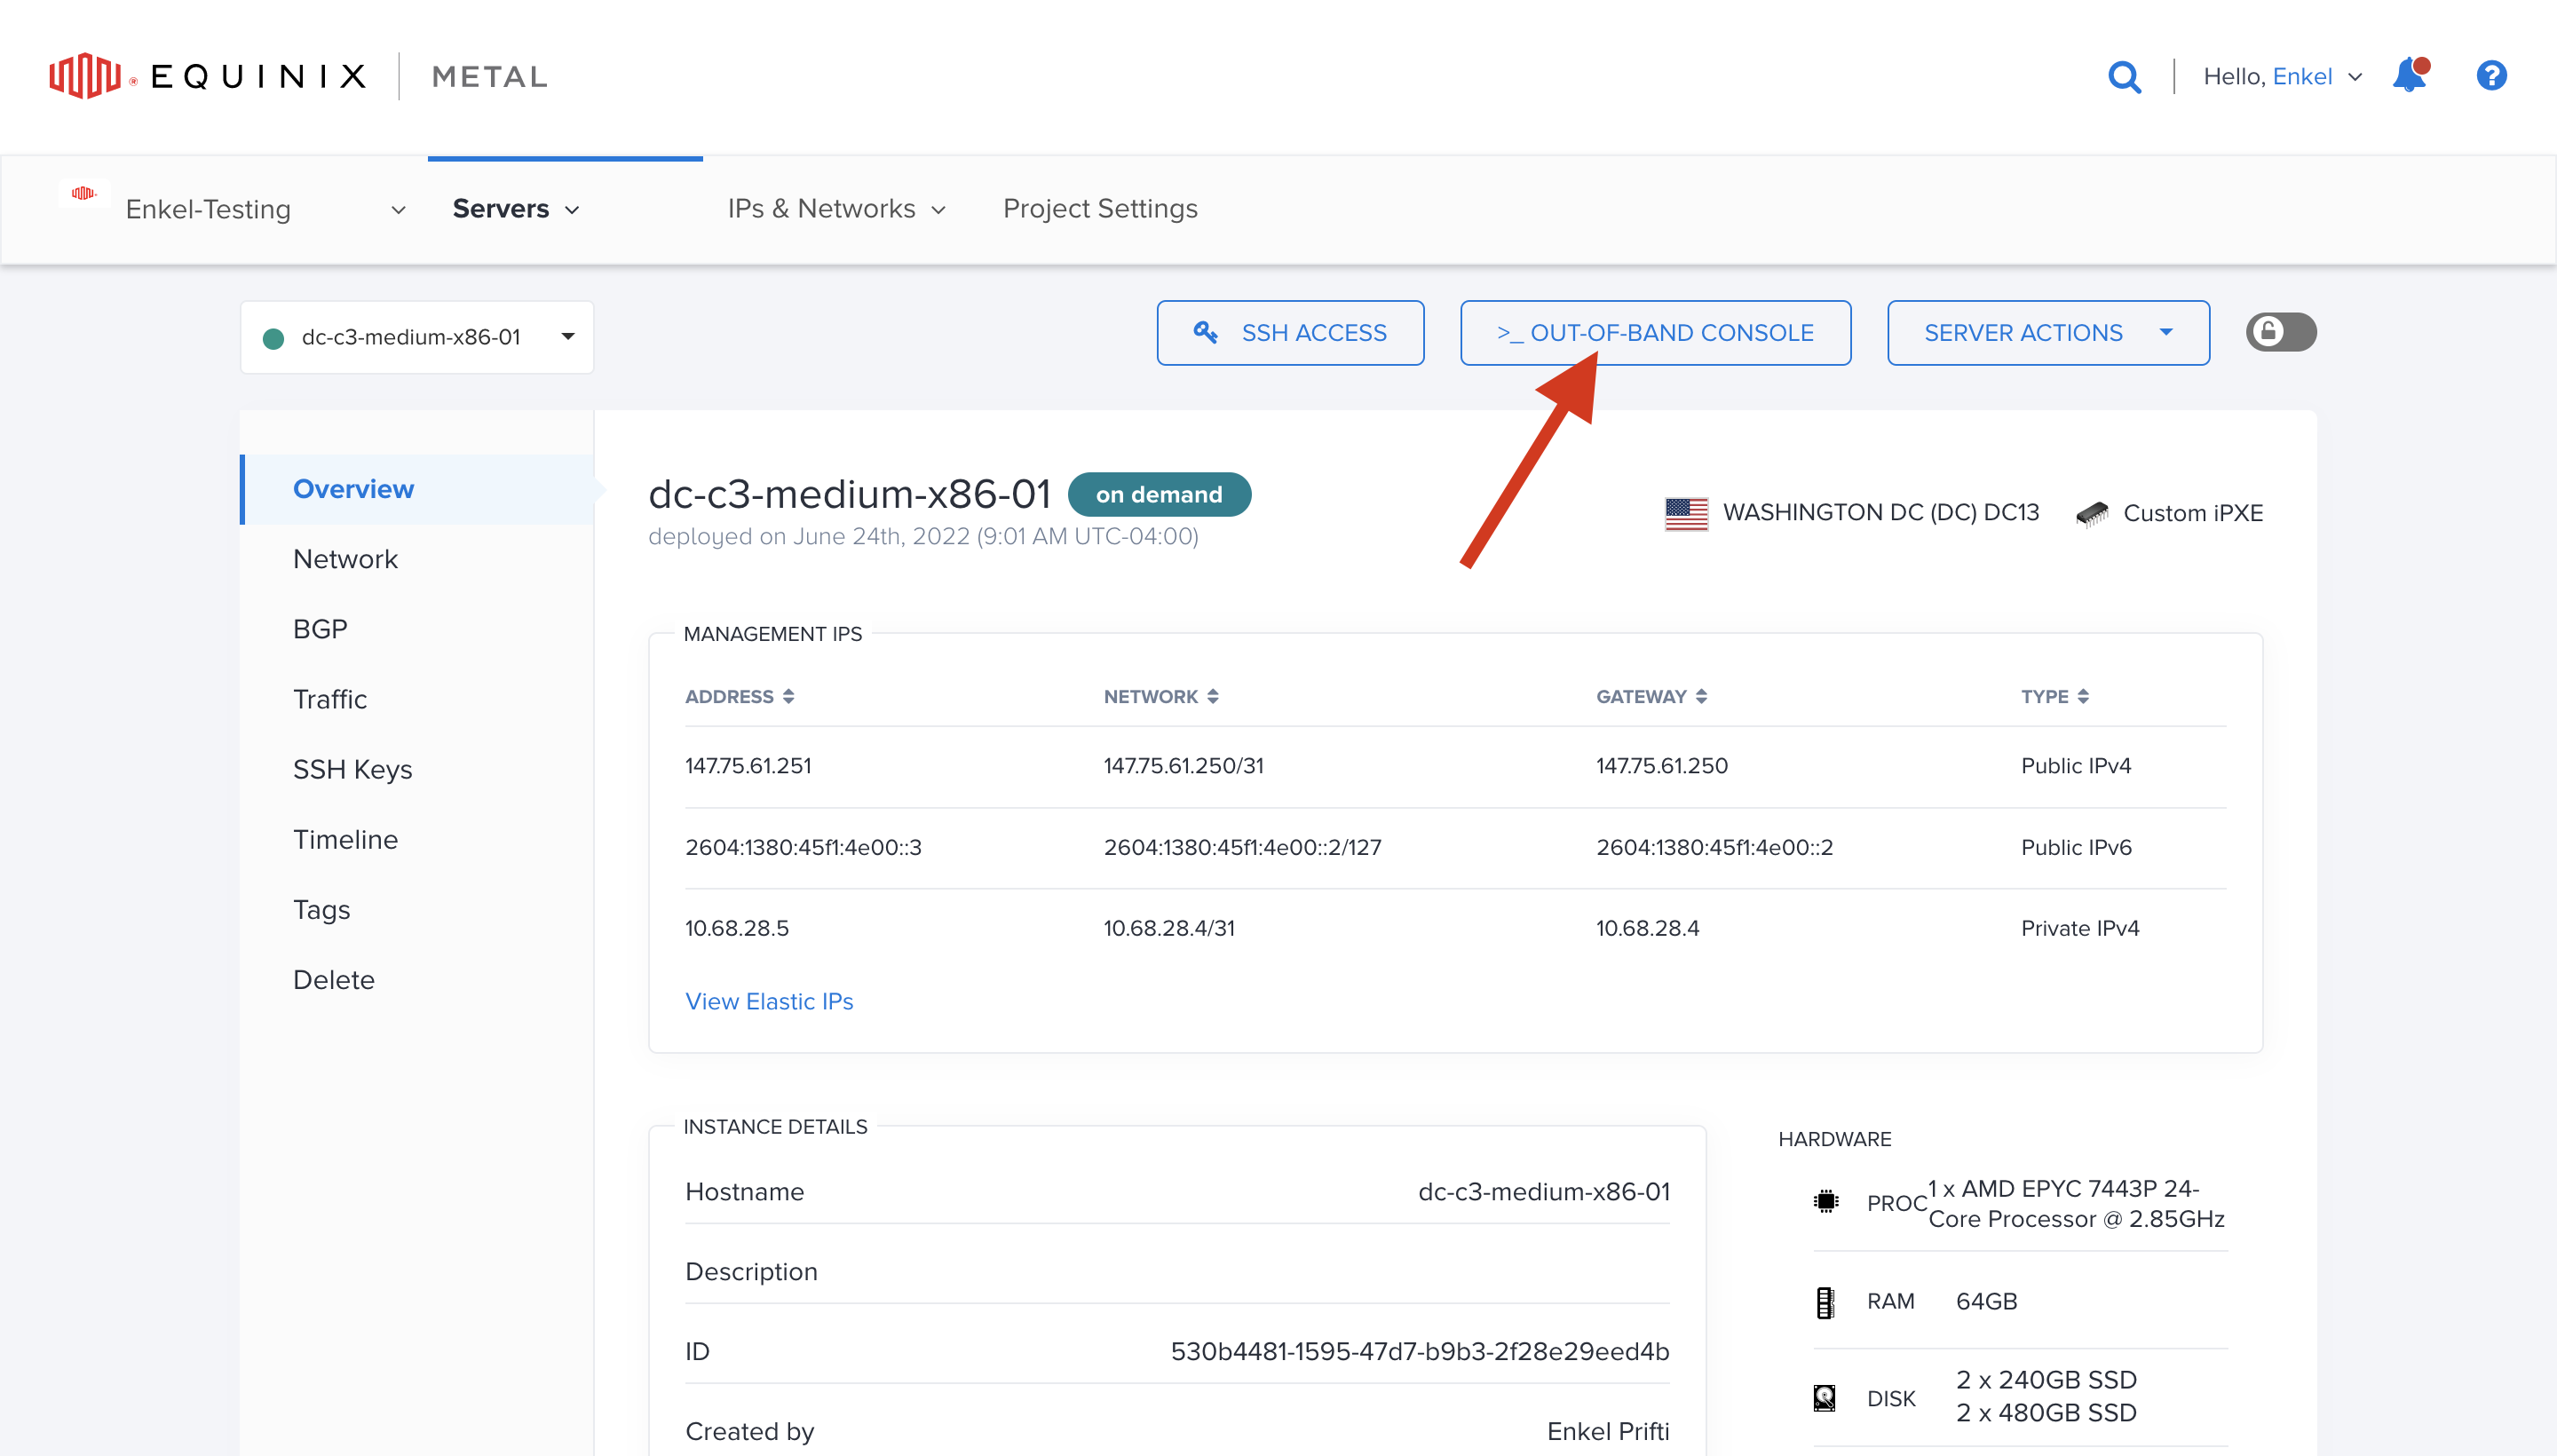 EQUINIX | METAL
Hello, Enkel
Enkel-Testing
Servers
IPs & Networks
Project Settings
dc-c3-medium-x86-01
SSH ACCESS
>_ OUT-OF-BAND CONSOLE
SERVER ACTIONS
Overview
Network
BGP
Traffic
SSH Keys
Timeline
Tags
Delete
dc-c3-medium-x86-01 on demand
deployed on June 24th, 2022 (9:01 AM UTC-04:00)
WASHINGTON DC (DC) DC13
Custom iPXE
MANAGEMENT IPS
ADDRESS NETWORK GATEWAY TYPE
147.75.61.251 147.75.61.250/31 147.75.61.250 Public IPv4
2604:1380:45f1:4e00::3 2604:1380:45f1:4e00::2/127 2604:1380:45f1:4e00::2 Public IPv6
10.68.28.5 10.68.28.4/31 10.68.28.4 Private IPv4
View Elastic IPs
INSTANCE DETAILS
Hostname dc-c3-medium-x86-01
Description
ID 530b4481-1595-47d7-b9b3-2f28e29eed4b
Created by Enkel Prifti
HARDWARE
PROC 1 x AMD EPYC 7443P 24-
Core Processor @ 2.85GHz
RAM 64GB
DISK 2 x 240GB SSD
2 x 480GB SSD